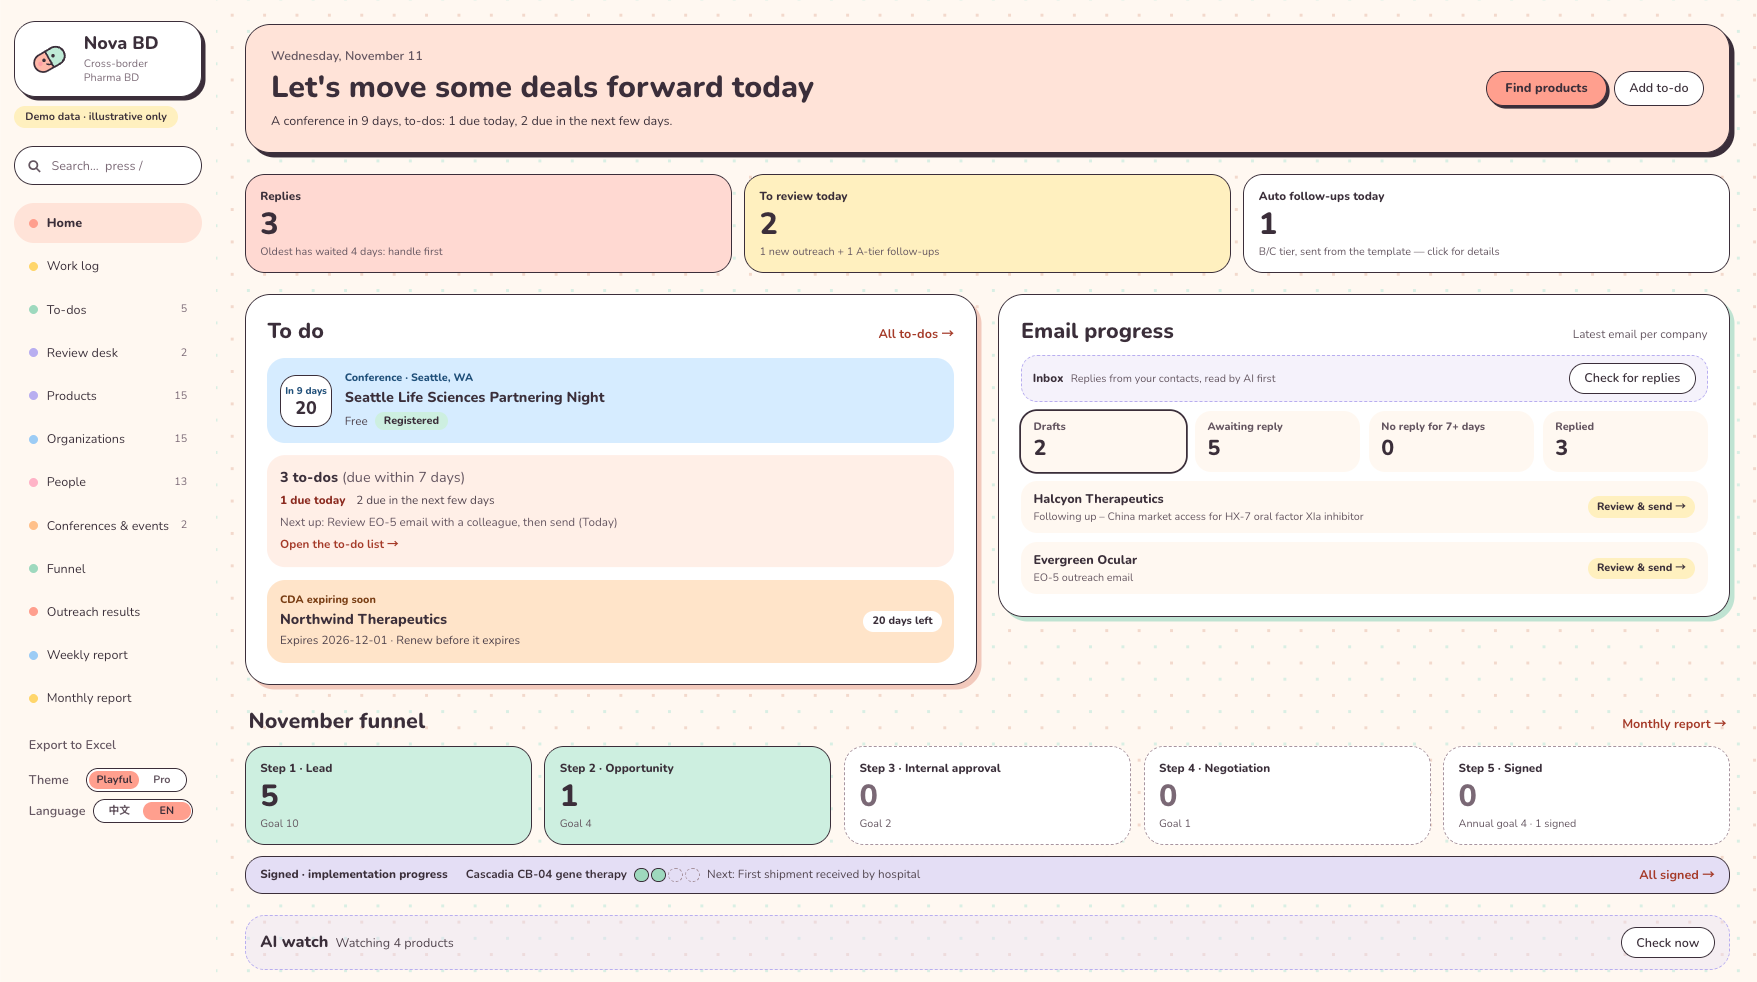 Nova BD
Cross-border
Pharma BD
Demo data · illustrative only
Search... press /
Home
Work log
To-dos 5
Review desk 2
Products 15
Organizations 15
People 13
Conferences & events 2
Funnel
Outreach results
Weekly report
Monthly report
Export to Excel
Theme Playful Pro
Language 中文 EN
Wednesday, November 11
Let's move some deals forward today
A conference in 9 days, to-dos: 1 due today, 2 due in the next few days.
Find products
Add to-do
Replies
3
Oldest has waited 4 days: handle first
To review today
2
1 new outreach + 1 A-tier follow-ups
Auto follow-ups today
1
B/C tier, sent from the template — click for details
To do
All to-dos →
In 9 days
20
Conference · Seattle, WA
Seattle Life Sciences Partnering Night
Free Registered
3 to-dos (due within 7 days)
1 due today 2 due in the next few days
Next up: Review EO-5 email with a colleague, then send (Today)
Open the to-do list →
CDA expiring soon
Northwind Therapeutics
Expires 2026-12-01 · Renew before it expires
20 days left
Email progress
Latest email per company
Inbox Replies from your contacts, read by AI first
Check for replies
Drafts
2
Awaiting reply
5
No reply for 7+ days
0
Replied
3
Halcyon Therapeutics
Following up – China market access for HX-7 oral factor XIa inhibitor
Review & send →
Evergreen Ocular
EO-5 outreach email
Review & send →
November funnel
Monthly report →
Step 1 · Lead
5
Goal 10
Step 2 · Opportunity
1
Goal 4
Step 3 · Internal approval
0
Goal 2
Step 4 · Negotiation
0
Goal 1
Step 5 · Signed
0
Annual goal 4 · 1 signed
Signed · implementation progress Cascadia CB-04 gene therapy Next: First shipment received by hospital
All signed →
AI watch Watching 4 products
Check now